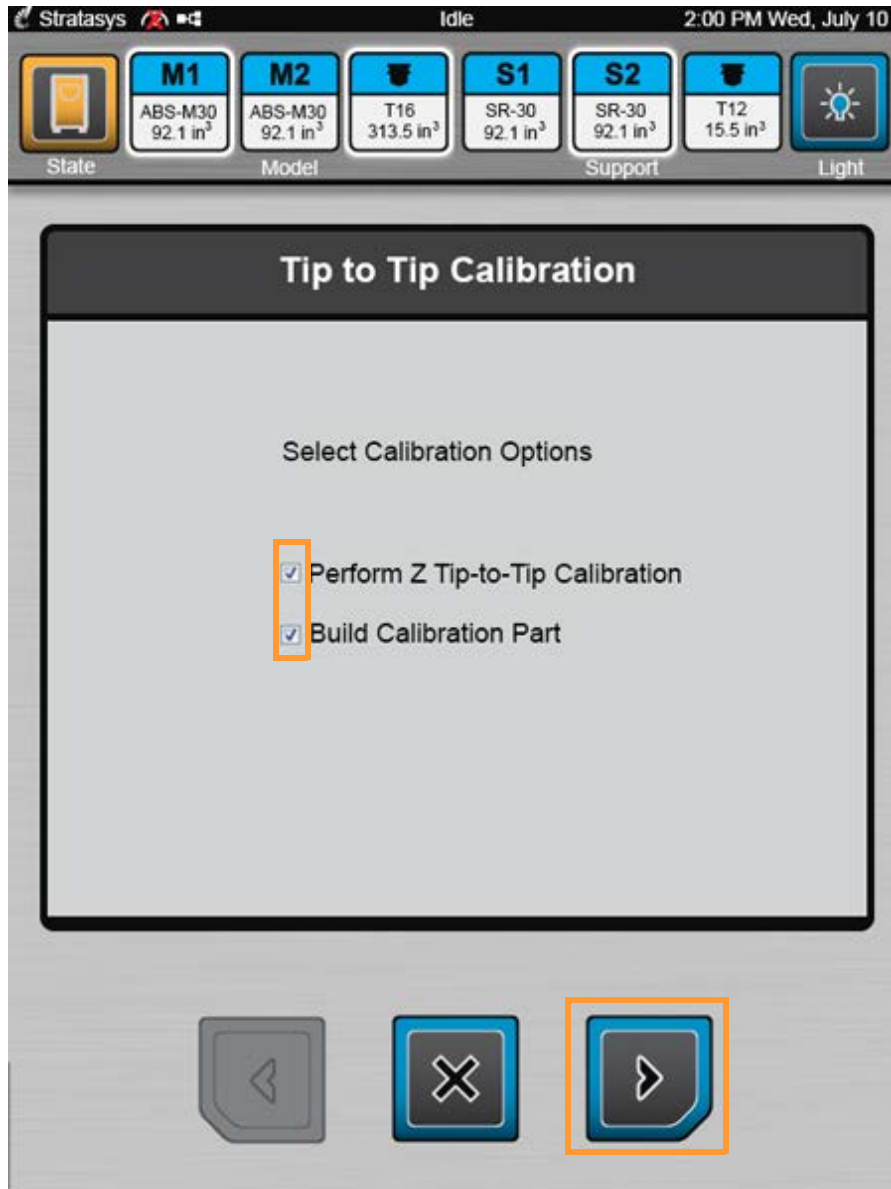 Stratasys Idle 2:00 PM Wed, July 10
M1 M2 S1 S2
ABS-M30 ABS-M30 T16 SR-30 SR-30 T12
92.1 in³ 92.1 in³ 313.5 in³ 92.1 in³ 92.1 in³ 15.5 in³
State Model Support Light
Tip to Tip Calibration
Select Calibration Options
Perform Z Tip-to-Tip Calibration
Build Calibration Part